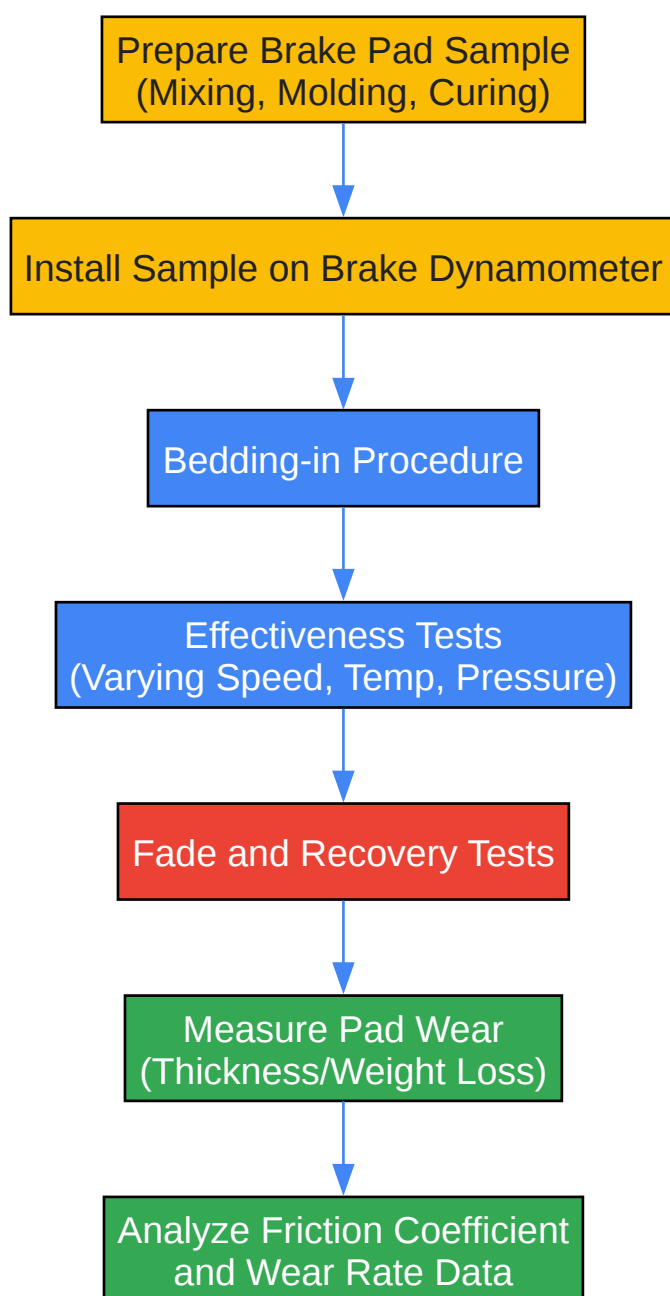 Prepare Brake Pad Sample
(Mixing, Molding, Curing)
Install Sample on Brake Dynamometer
Bedding-in Procedure
Effectiveness Tests
(Varying Speed, Temp, Pressure)
Fade and Recovery Tests
Measure Pad Wear
(Thickness/Weight Loss)
Analyze Friction Coefficient
and Wear Rate Data